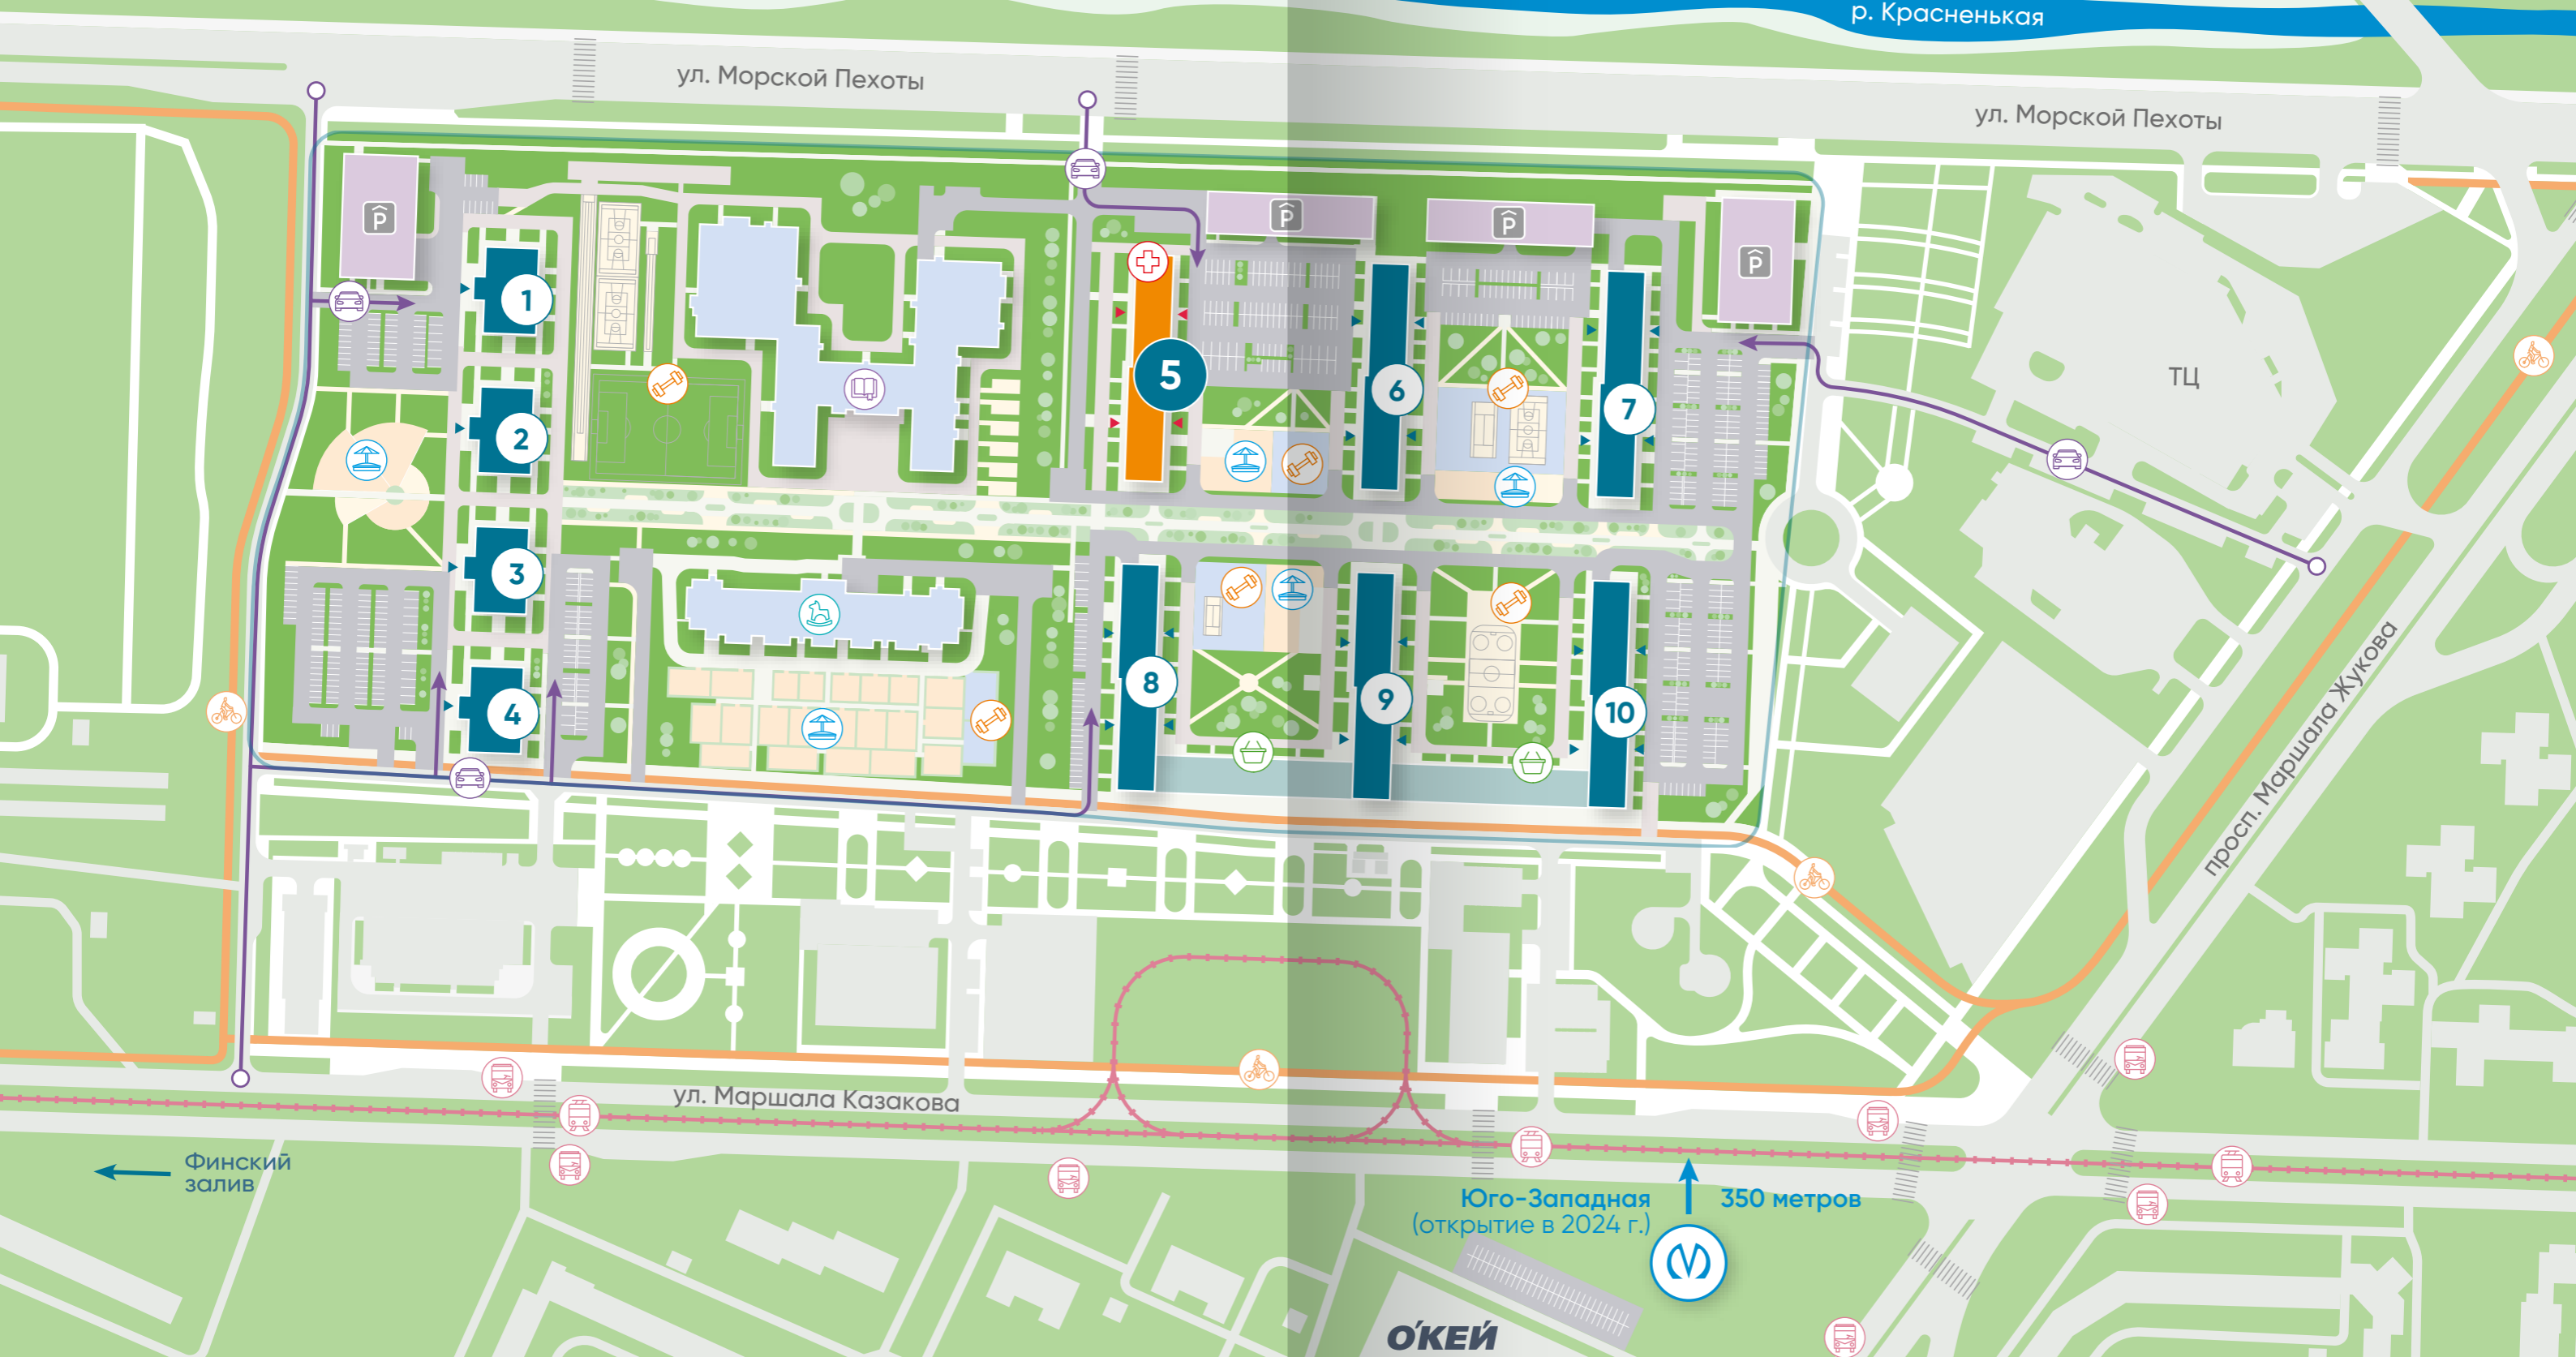 р. Красненькая
ул. Морской Пехоты
ул. Морской Пехоты
P
P
P
P
1
2
3
4
5
6
7
8
9
10
ТЦ
просп. Маршала Жукова
ул. Маршала Казакова
Финский
залив
Юго-Западная
(открытие в 2024 г.)
350 метров
О'КЕЙ